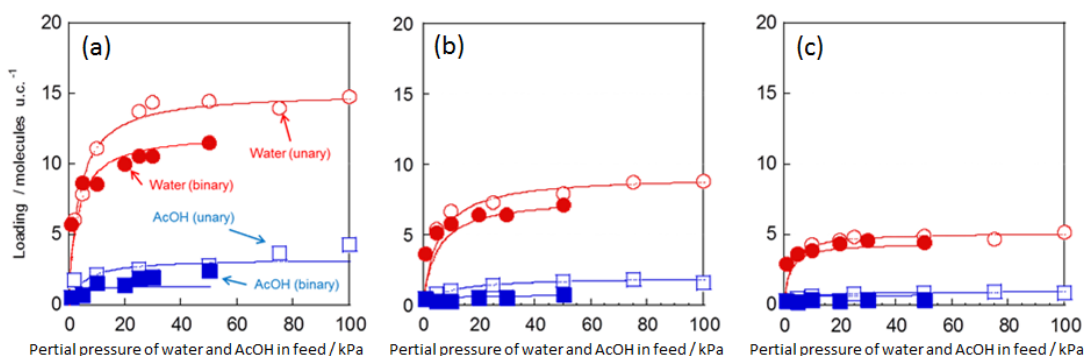 (a)
20
15
10
5
0
Loading / molecules u.c.⁻¹
Water (unary)
Water (binary)
AcOH (unary)
AcOH (binary)
0 20 40 60 80 100
Pertial pressure of water and AcOH in feed / kPa
(b)
20
15
10
5
0
0 20 40 60 80 100
Pertial pressure of water and AcOH in feed / kPa
(c)
20
15
10
5
0
0 20 40 60 80 100
Pertial pressure of water and AcOH in feed / kPa